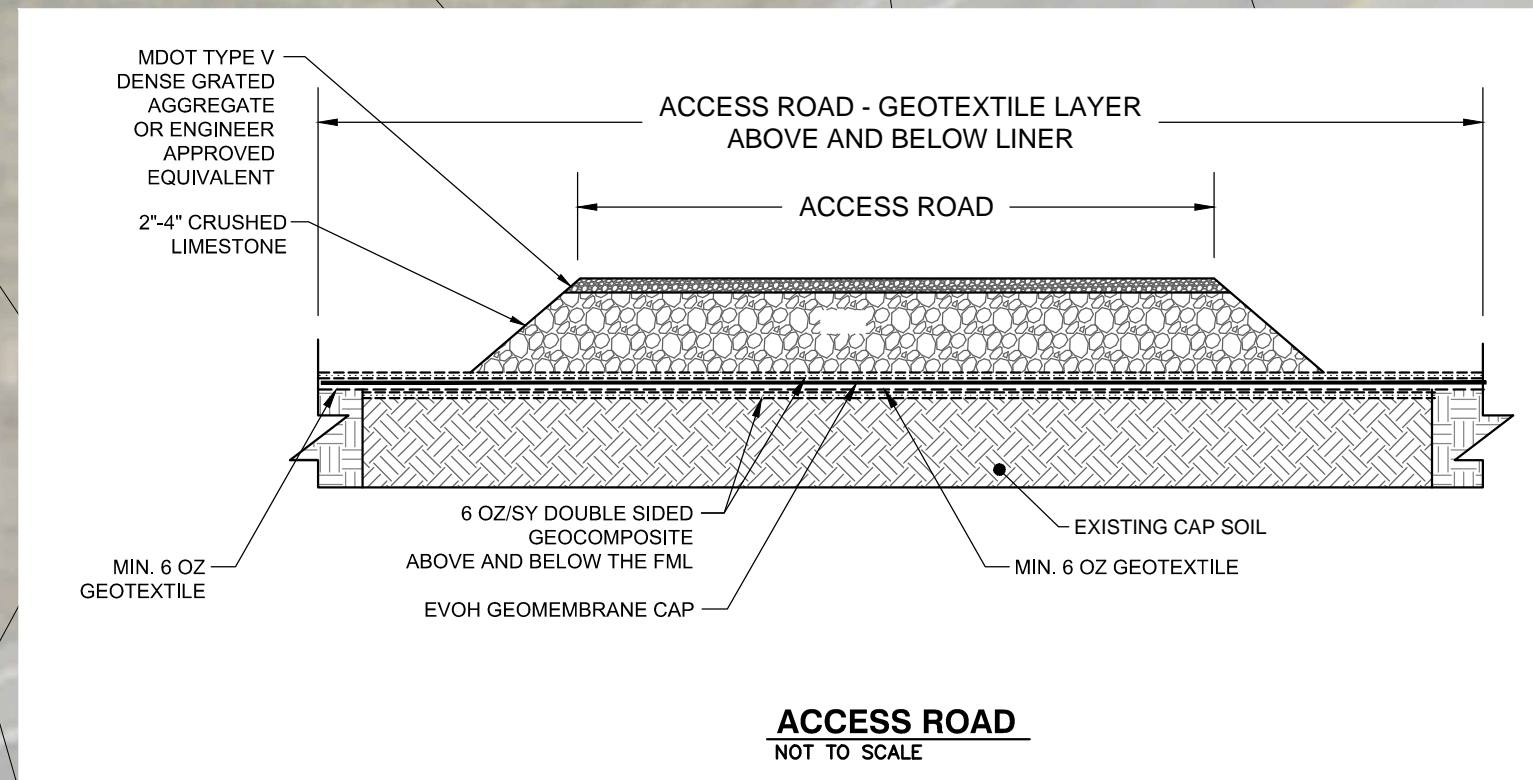 MDOT TYPE V
DENSE GRATED
AGGREGATE
OR ENGINEER
APPROVED
EQUIVALENT
2"-4" CRUSHED
LIMESTONE
ACCESS ROAD - GEOTEXTILE LAYER
ABOVE AND BELOW LINER
ACCESS ROAD
6 OZ/SY DOUBLE SIDED
GEOCOMPOSITE
ABOVE AND BELOW THE FML
EXISTING CAP SOIL
MIN. 6 OZ
GEOTEXTILE
MIN. 6 OZ GEOTEXTILE
EVOH GEOMEMBRANE CAP
ACCESS ROAD
NOT TO SCALE